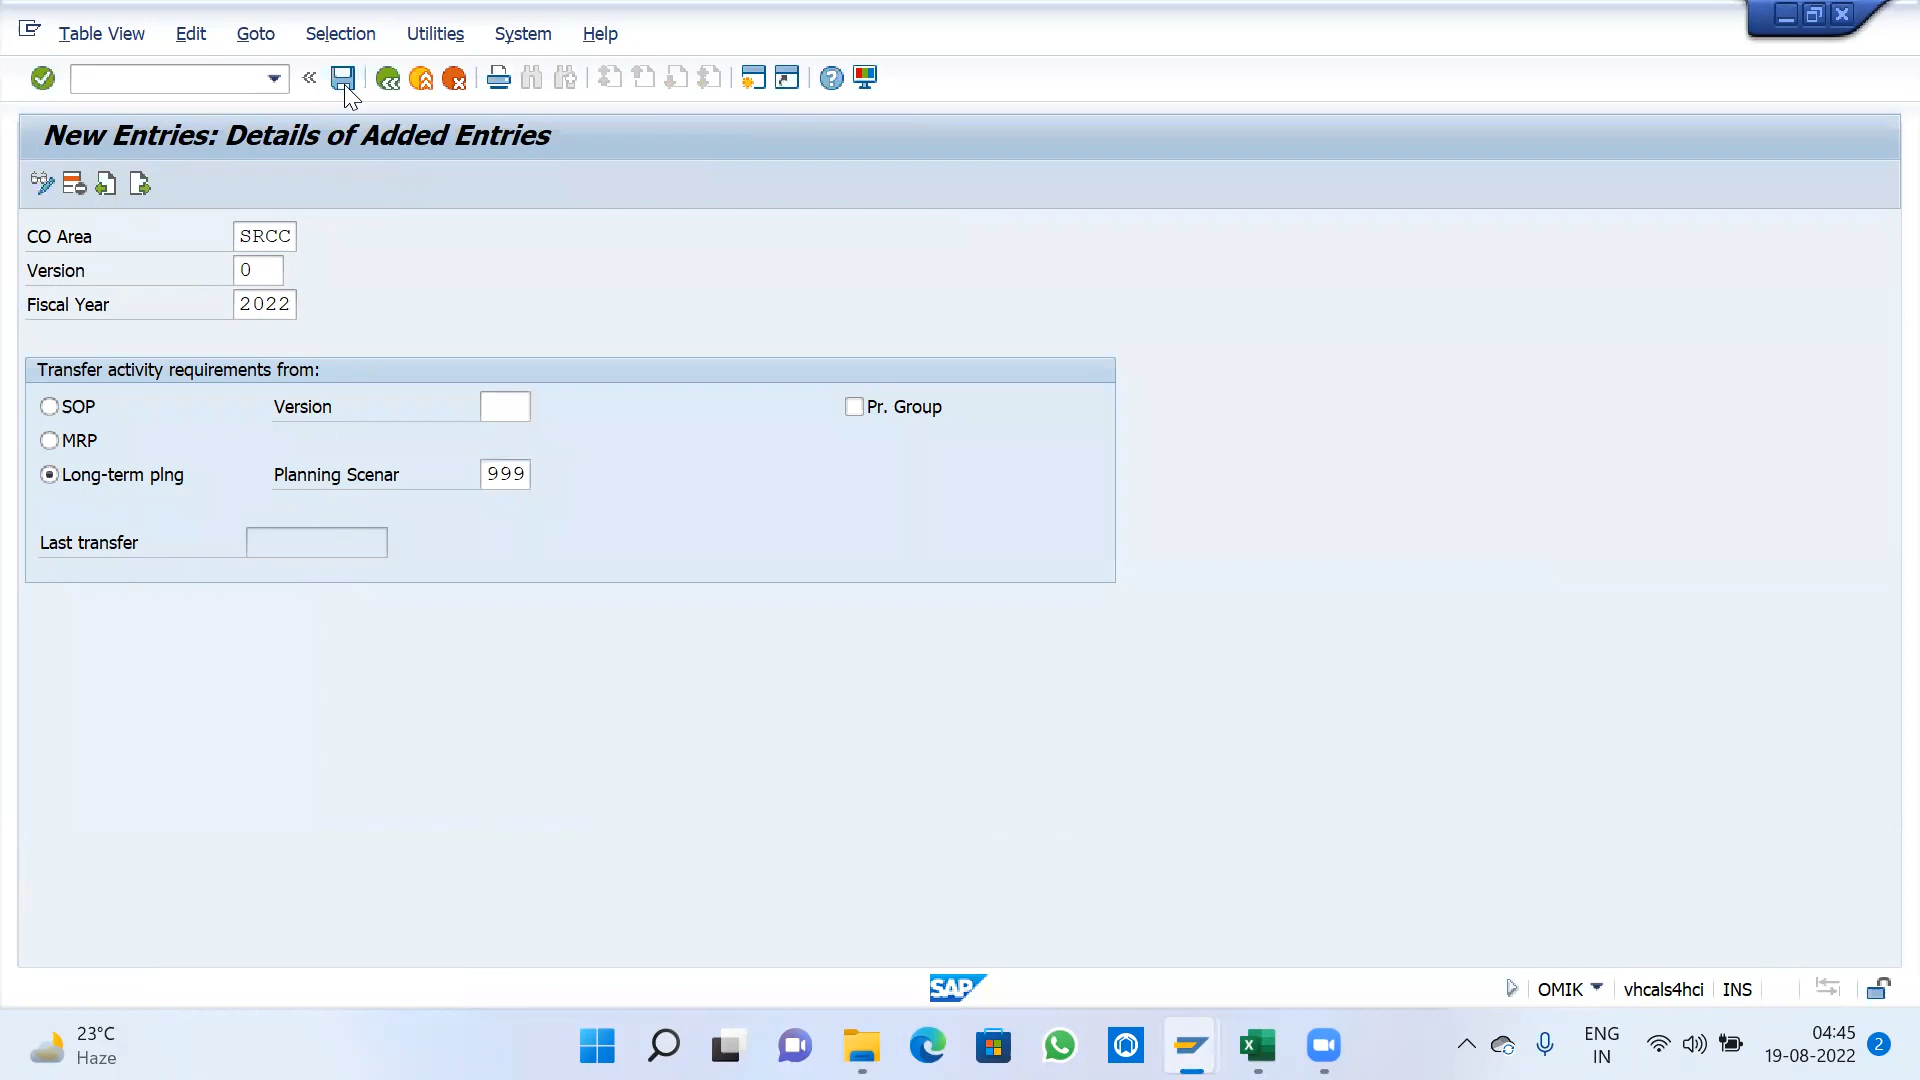 Table View Edit Goto Selection Utilities System Help
New Entries: Details of Added Entries
CO Area SRCC
Version 0
Fiscal Year 2022
Transfer activity requirements from:
SOP Version Pr. Group
MRP
Long-term plng Planning Scenar 999
Last transfer
SAP
OMIK vhcals4hci INS
23°C
Haze
ENG
IN
04:45
19-08-2022
2